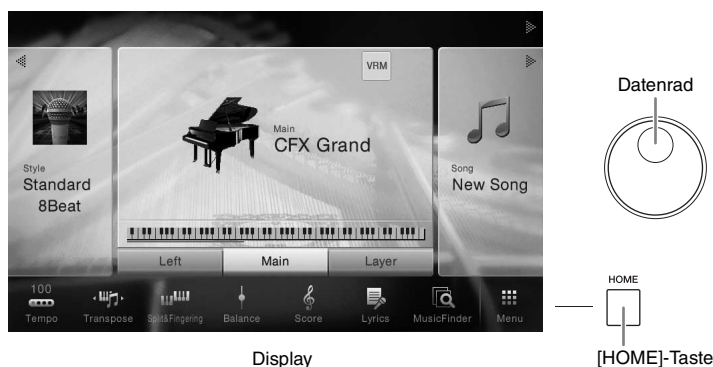 VRM
Datenrad
Main
CFX Grand
Style
Standard
8Beat
Song
New Song
Left
Main
Layer
HOME
100
Tempo
Transpose
Split&Fingering
Balance
Score
Lyrics
MusicFinder
Menu
Display
[HOME]-Taste